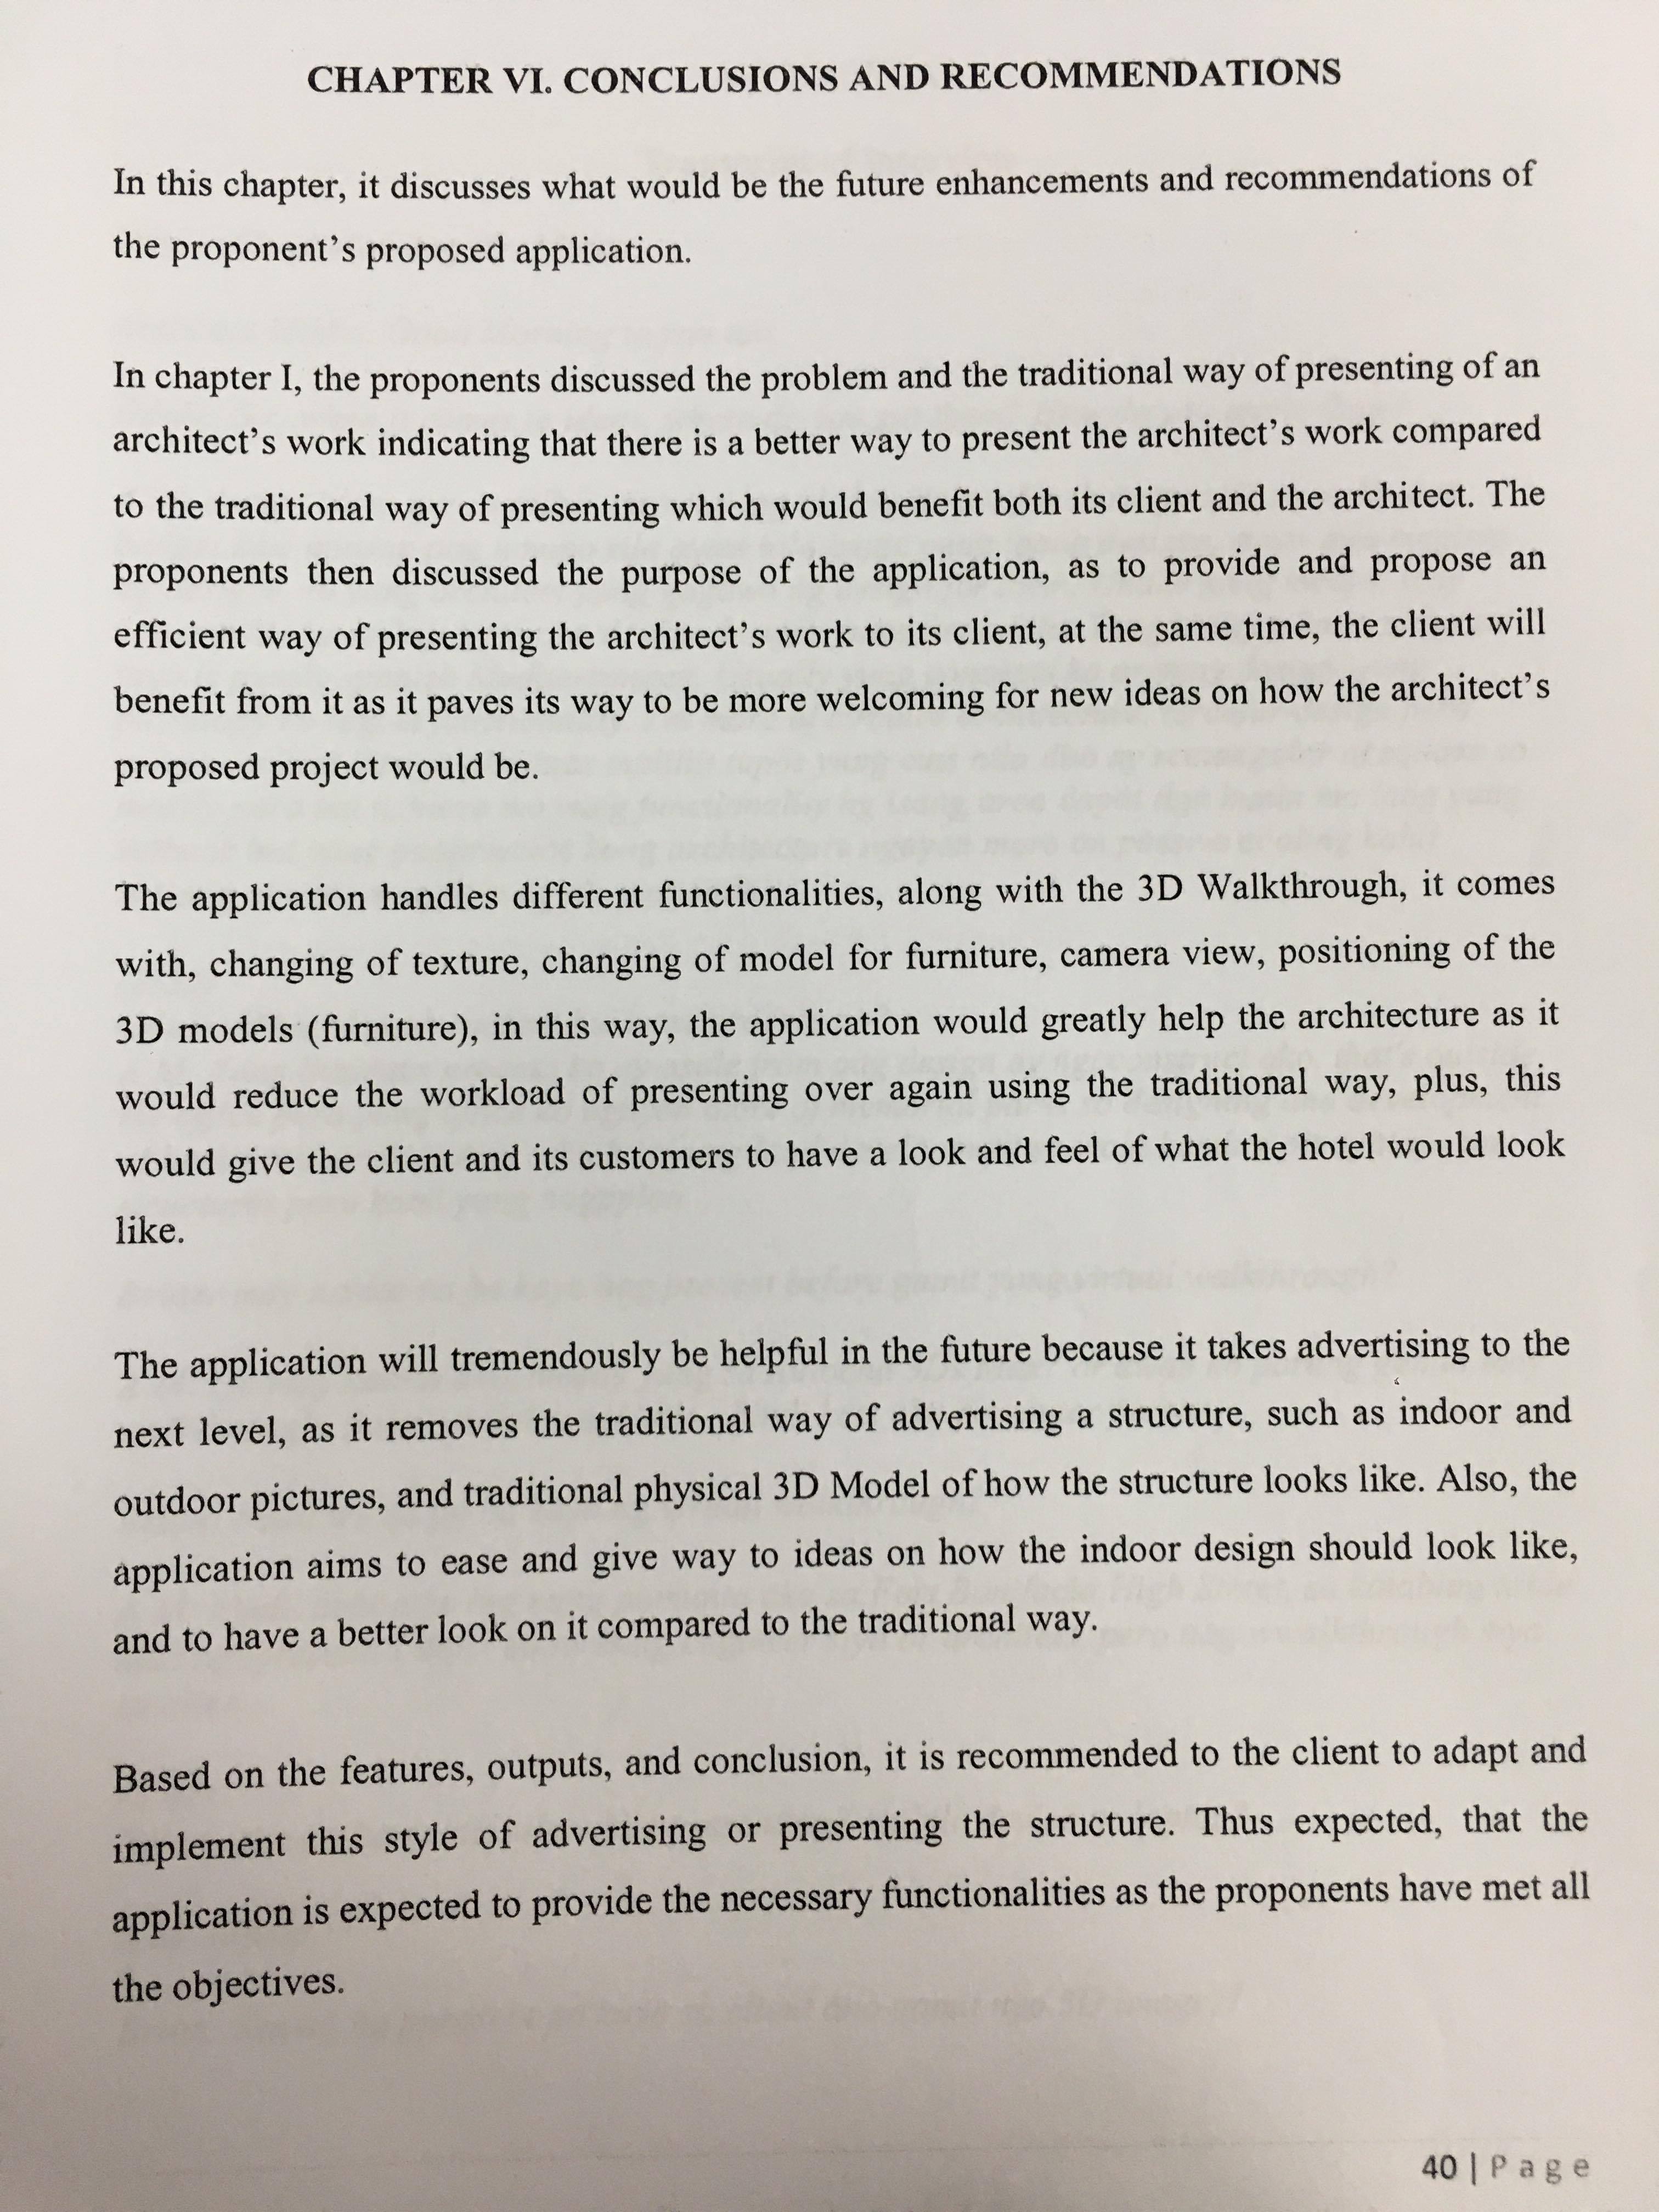 CHAPTER VI. CONCLUSIONS AND RECOMMENDATIONS
In this chapter, it discusses what would be the future enhancements and recommendations of
the proponent's proposed application.
In chapter I, the proponents discussed the problem and the traditional way of presenting of an
architect's work indicating that there is a better way to present the architect's work compared
to the traditional way of presenting which would benefit both its client and the architect. The
proponents then discussed the purpose of the application, as to provide and propose an
efficient way of presenting the architect's work to its client, at the same time, the client will
benefit from it as it paves its way to be more welcoming for new ideas on how the architect's
proposed project would be.
The application handles different functionalities, along with the 3D Walkthrough, it comes
with, changing of texture, changing of model for furniture, camera view, positioning of the
3D models (furniture), in this way, the application would greatly help the architecture as it
would reduce the workload of presenting over again using the traditional way, plus, this
would give the client and its customers to have a look and feel of what the hotel would look
like.
The application will tremendously be helpful in the future because it takes advertising to the
next level, as it removes the traditional way of advertising a structure, such as indoor and
outdoor pictures, and traditional physical 3D Model of how the structure looks like. Also, the
application aims to ease and give way to ideas on how the indoor design should look like,
and to have a better look on it compared to the traditional way.
Based on the features, outputs, and conclusion, it is recommended to the client to adapt and
implement this style of advertising or presenting the structure. Thus expected, that the
application is expected to provide the necessary functionalities as the proponents have met all
the objectives.
40 | Page